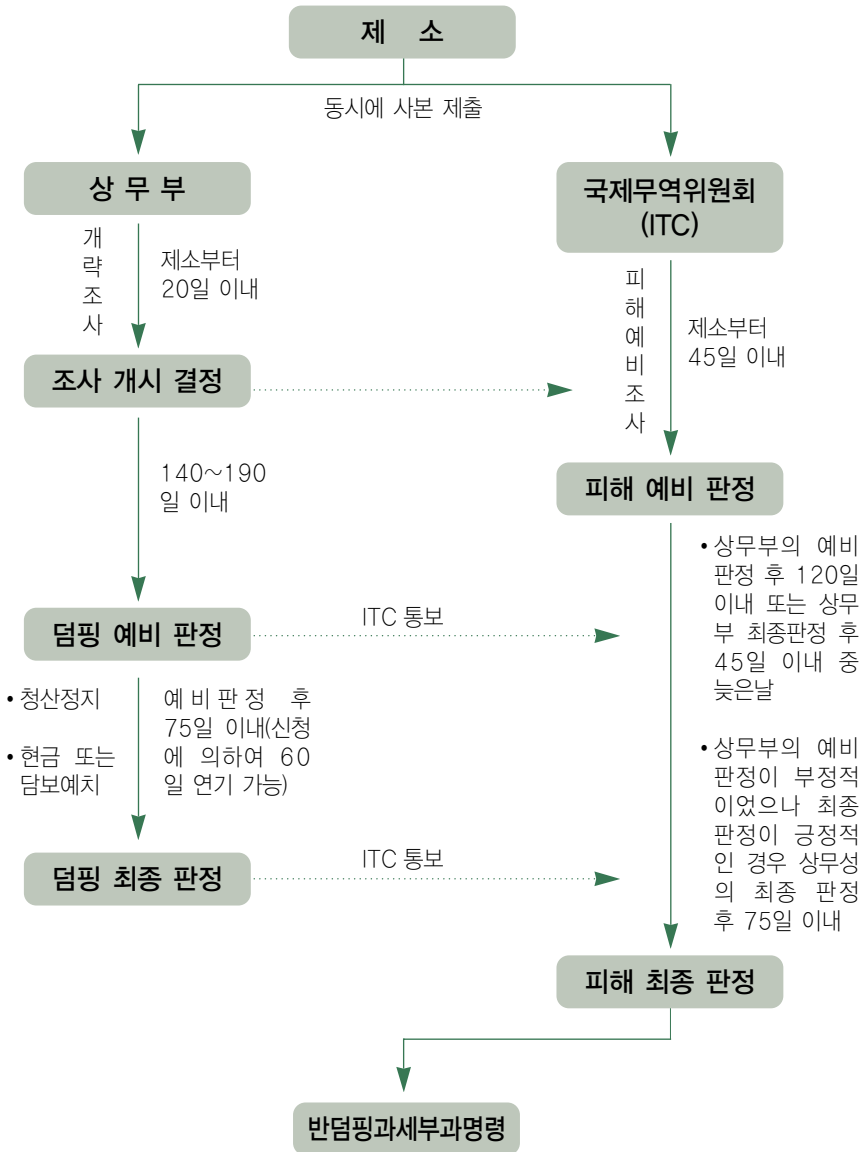 제 소
동시에 사본 제출
상 무 부
국제무역위원회
(ITC)
개
략
조
사
제소부터
20일 이내
피
해
예
비
조
사
제소부터
45일 이내
조사 개시 결정
140~190
일 이내
피해 예비 판정
• 상무부의 예비
판정 후 120일
이내 또는 상무
부 최종판정 후
45일 이내 중
늦은날
덤핑 예비 판정
ITC 통보
• 청산정지
• 현금 또는
담보예치
예비판정 후
75일 이내(신청
에 의하여 60
일 연기 가능)
• 상무부의 예비
판정이 부정적
이었으나 최종
판정이 긍정적
인 경우 상무성
의 최종 판정
후 75일 이내
덤핑 최종 판정
ITC 통보
피해 최종 판정
반덤핑과세부과명령